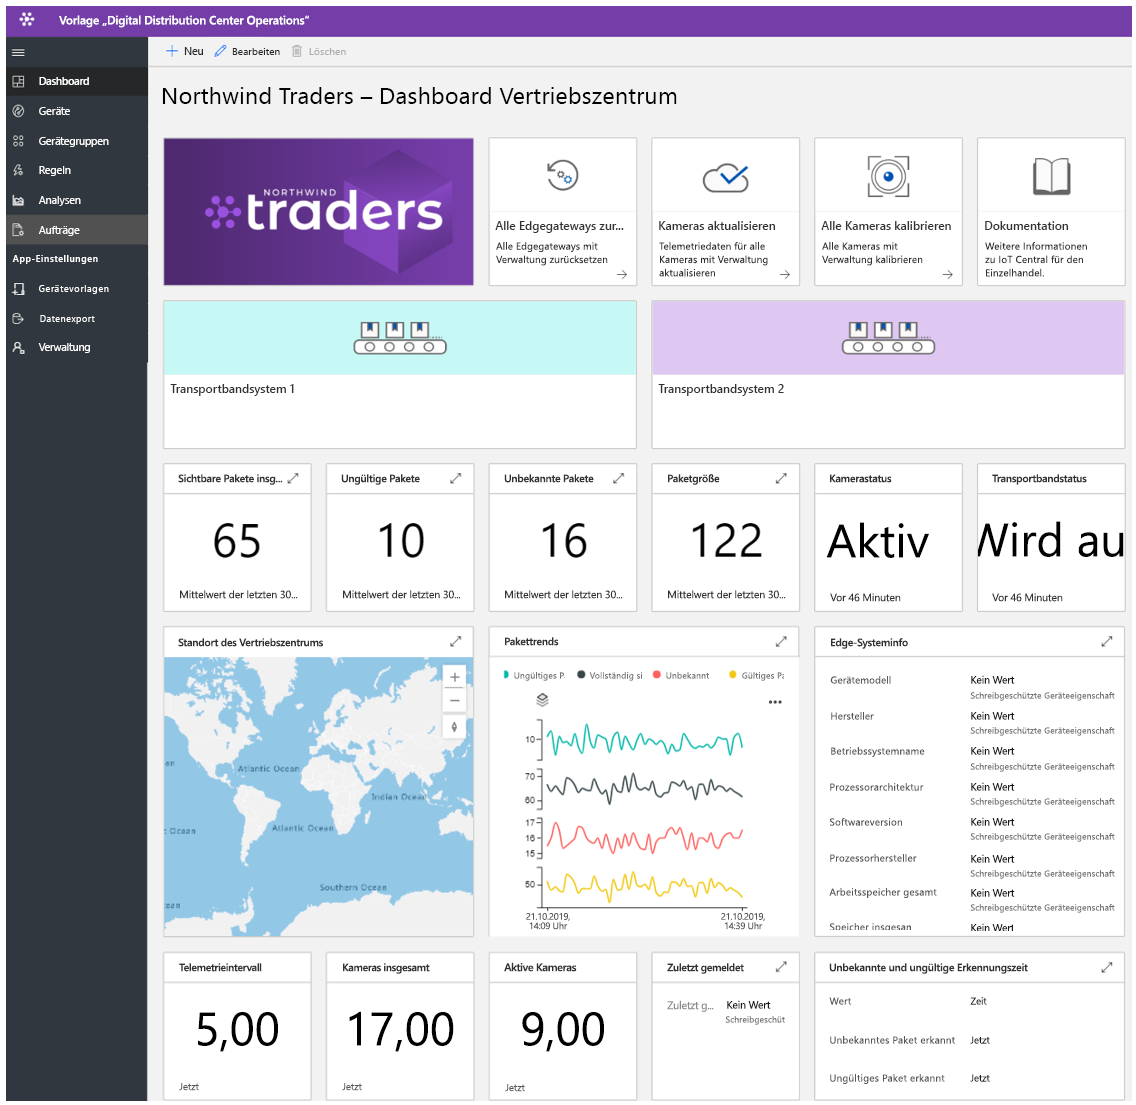 Vorlage „Digital Distribution Center Operations“
Neu
Bearbeiten
Löschen
Dashboard
Geräte
Gerätegruppen
Regeln
Analysen
Aufträge
App-Einstellungen
Gerätevorlagen
Datenexport
Verwaltung
Northwind Traders – Dashboard Vertriebszentrum
NORTHWIND
traders
Alle Edgegateways zur...
Alle Edgegateways mit
Verwaltung zurücksetzen
Kameras aktualisieren
Telemetriedaten für alle
Kameras mit Verwaltung
aktualisieren
Alle Kameras kalibrieren
Alle Kameras mit
Verwaltung kalibrieren
Dokumentation
Weitere Informationen
zu IoT Central für den
Einzelhandel.
Transportbandsystem 1
Transportbandsystem 2
Sichtbare Pakete insg...
65
Mittelwert der letzten 30...
Ungültige Pakete
10
Mittelwert der letzten 30...
Unbekannte Pakete
16
Mittelwert der letzten 30...
Paketgröße
122
Mittelwert der letzten 30...
Kamerastatus
Aktiv
Vor 46 Minuten
Transportbandstatus
Wird au
Vor 46 Minuten
Standort des Vertriebszentrums
Atlantic Ocean
Indian Ocean
Ocean
Atlantic Ocean
Southern Ocean
Pakettrends
Ungültiges P
Vollständig si
Unbekannt
Gültiges Pa
10
70
60
17
16
15
50
21.10.2019,
14:09 Uhr
21.10.2019,
14:39 Uhr
Edge-Systeminfo
Gerätemodell
Kein Wert
Schreibgeschützte Geräteeigenschaft
Hersteller
Kein Wert
Schreibgeschützte Geräteeigenschaft
Betriebssystemname
Kein Wert
Schreibgeschützte Geräteeigenschaft
Prozessorarchitektur
Kein Wert
Schreibgeschützte Geräteeigenschaft
Softwareversion
Kein Wert
Schreibgeschützte Geräteeigenschaft
Prozessorhersteller
Kein Wert
Schreibgeschützte Geräteeigenschaft
Arbeitsspeicher gesamt
Kein Wert
Schreibgeschützte Geräteeigenschaft
Speicher insgesan
Kein Wert
Telemetrieintervall
5,00
Jetzt
Kameras insgesamt
17,00
Jetzt
Aktive Kameras
9,00
Jetzt
Zuletzt gemeldet
Zuletzt g...
Kein Wert
Schreibgeschüt
Unbekannte und ungültige Erkennungszeit
Wert
Zeit
Unbekanntes Paket erkannt
Jetzt
Ungültiges Paket erkannt
Jetzt